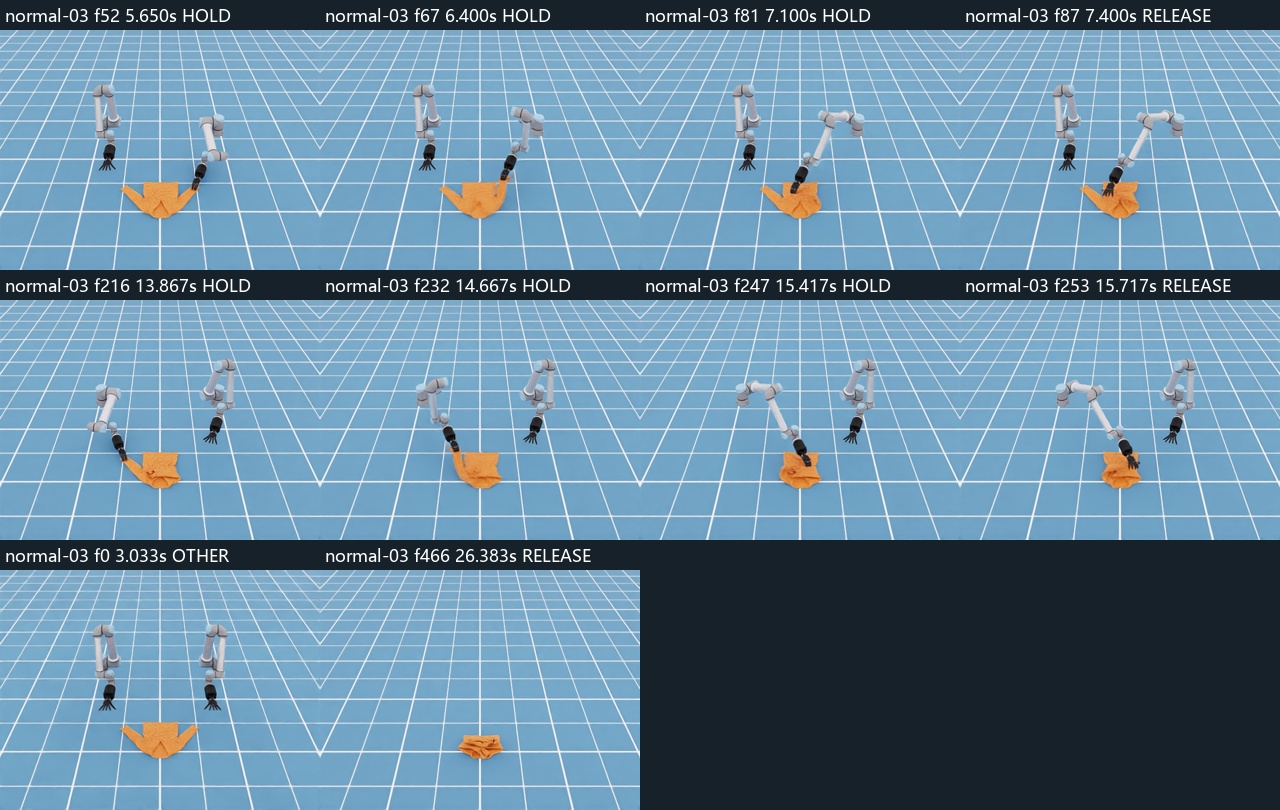 normal-03 f52 5.650s HOLD
normal-03 f67 6.400s HOLD
normal-03 f81 7.100s HOLD
normal-03 f87 7.400s RELEASE
normal-03 f216 13.867s HOLD
normal-03 f232 14.667s HOLD
normal-03 f247 15.417s HOLD
normal-03 f253 15.717s RELEASE
normal-03 f0 3.033s OTHER
normal-03 f466 26.383s RELEASE